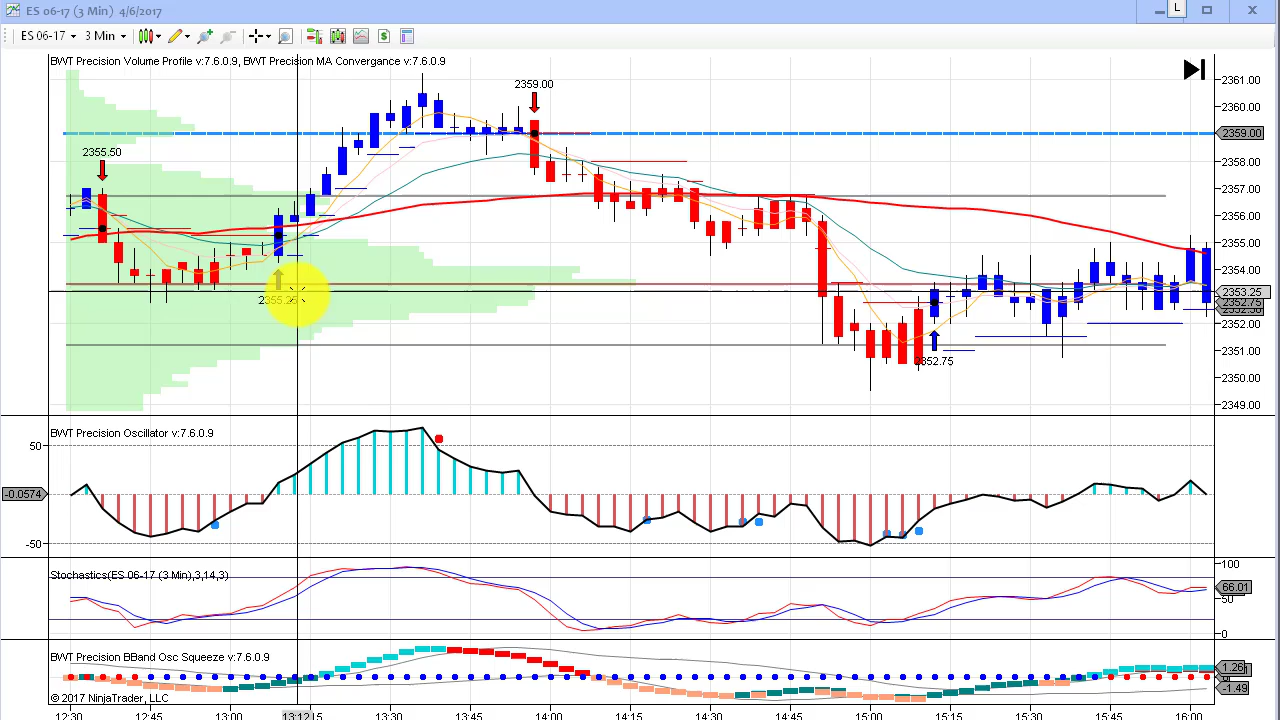 ES 06-17 (3 Min) 4/6/2017
L
ES 06-17 3 Min
BWT Precision Volume Profile v:7.6.0.9, BWT Precision MA Convergence v:7.6.0.9
2361.00
2359.00
2360.00
2355.50
2358.00
2357.00
2356.00
2355.00
2354.00
2355.25
2353.25
2352.00
2351.00
2352.75
2350.00
2349.00
BWT Precision Oscillator v:7.6.0.9
50
-0.0574
-50
Stochastics(ES 06-17 (3 Min),3,14,3)
100
66.01
50
0
BWT Precision BBand Osc Squeeze v:7.6.0.9
1.28
-1.49
© 2017 NinjaTrader, LLC
12:30 12:45 13:00 13:12 13:30 13:45 14:00 14:15 14:30 14:45 15:00 15:15 15:30 15:45 16:00